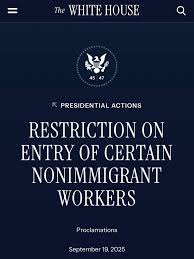 The WHITE HOUSE
45 47
PRESIDENTIAL ACTIONS
RESTRICTION ON
ENTRY OF CERTAIN
NONIMMIGRANT
WORKERS
Proclamations
September 19, 2025